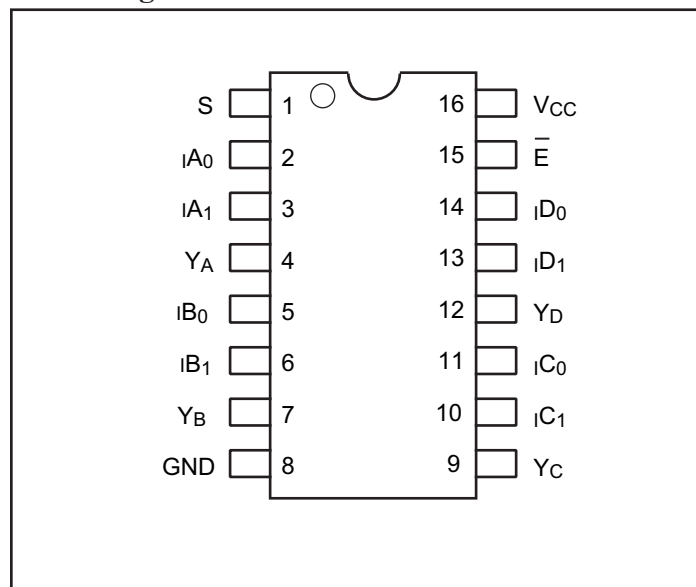 S 1 16 VCC
IA0 2 15 E̅
IA1 3 14 ID0
YA 4 13 ID1
IB0 5 12 YD
IB1 6 11 IC0
YB 7 10 IC1
GND 8 9 YC